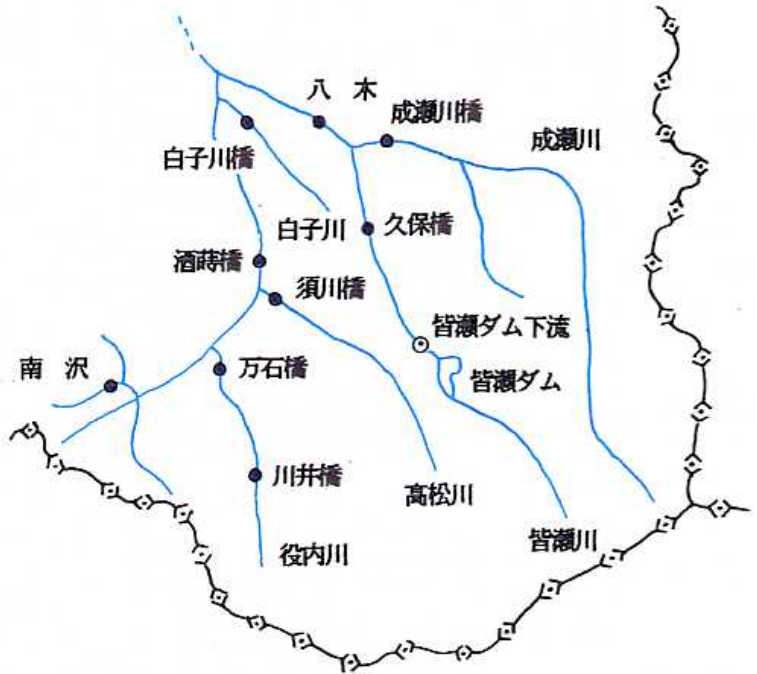 八木
成瀬川橋
成瀬川
白子川橋
白子川
久保橋
酒蒔橋
須川橋
皆瀬ダム下流
南沢
万石橋
皆瀬ダム
川井橋
高松川
役内川
皆瀬川